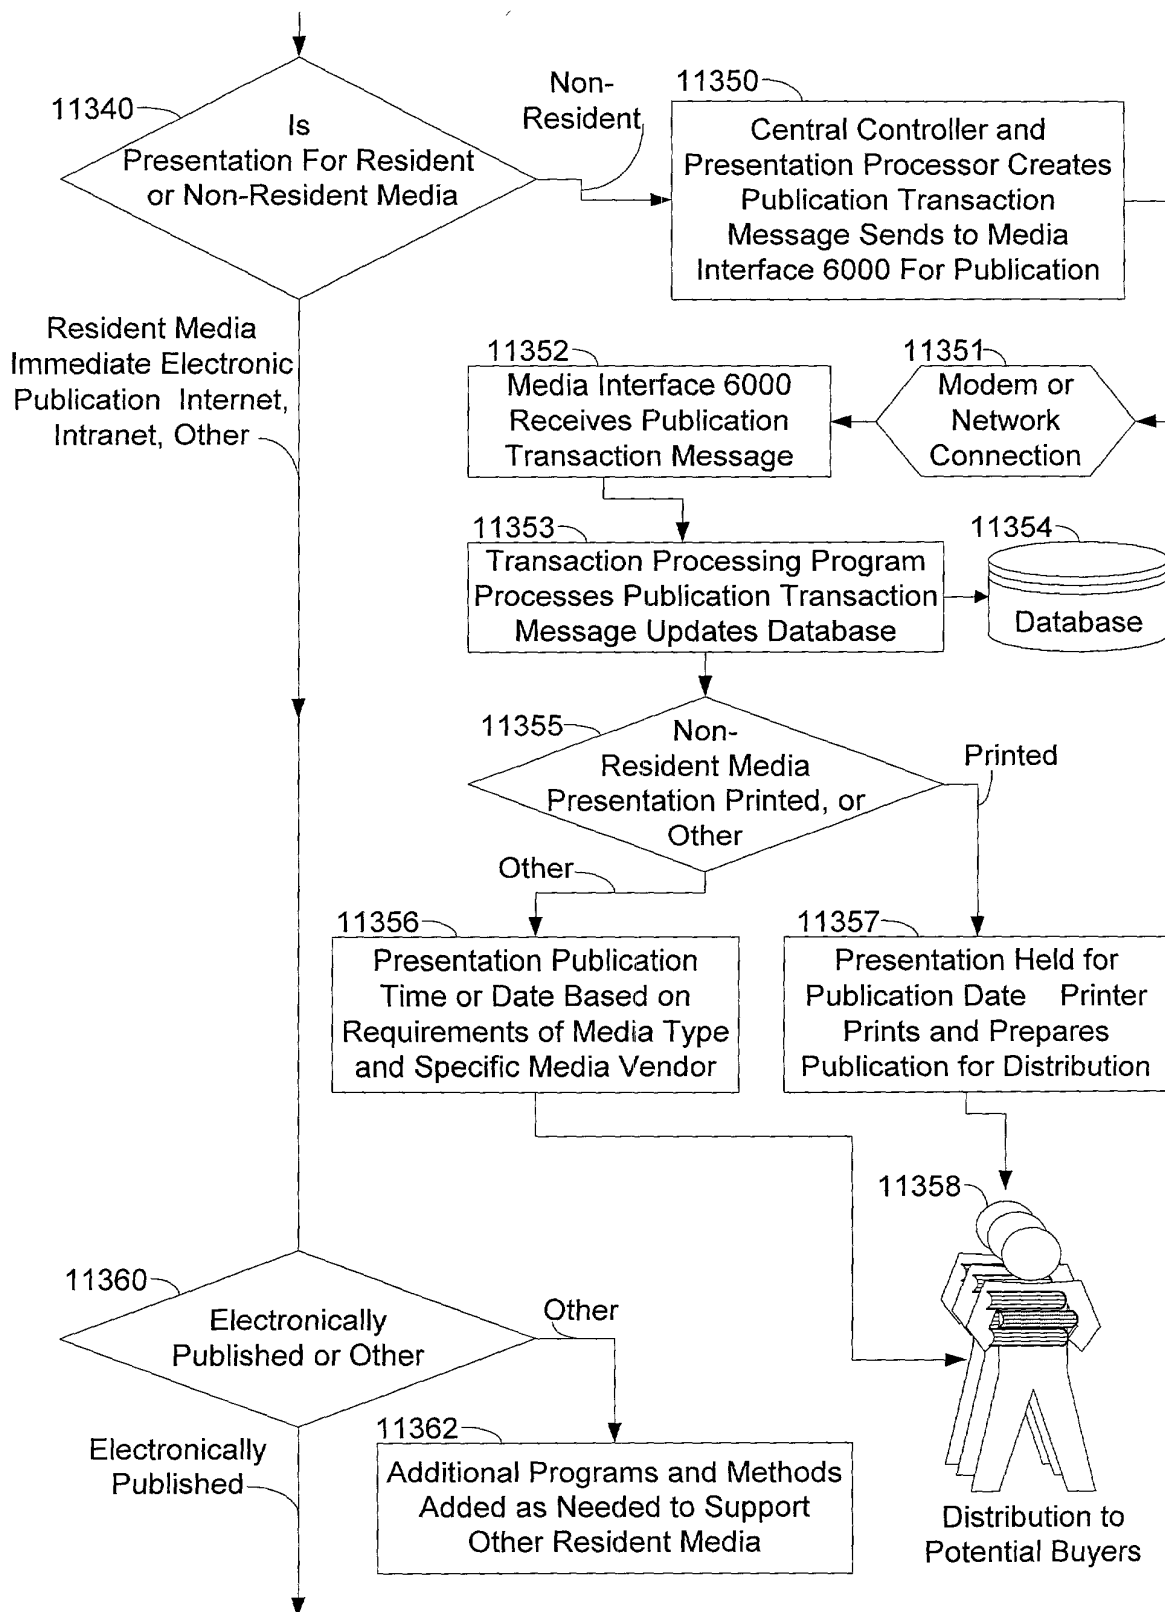 11340
Is
Presentation For Resident
or Non-Resident Media
Non-
Resident
11350
Central Controller and
Presentation Processor Creates
Publication Transaction
Message Sends to Media
Interface 6000 For Publication
Resident Media
Immediate Electronic
Publication Internet,
Intranet, Other
11352
Media Interface 6000
Receives Publication
Transaction Message
11351
Modem or
Network
Connection
11353
Transaction Processing Program
Processes Publication Transaction
Message Updates Database
11354
Database
11355
Non-
Resident Media
Presentation Printed, or
Other
Printed
Other
11356
Presentation Publication
Time or Date Based on
Requirements of Media Type
and Specific Media Vendor
11357
Presentation Held for
Publication Date Printer
Prints and Prepares
Publication for Distribution
11358
Distribution to
Potential Buyers
11360
Electronically
Published or Other
Other
Electronically
Published
11362
Additional Programs and Methods
Added as Needed to Support
Other Resident Media